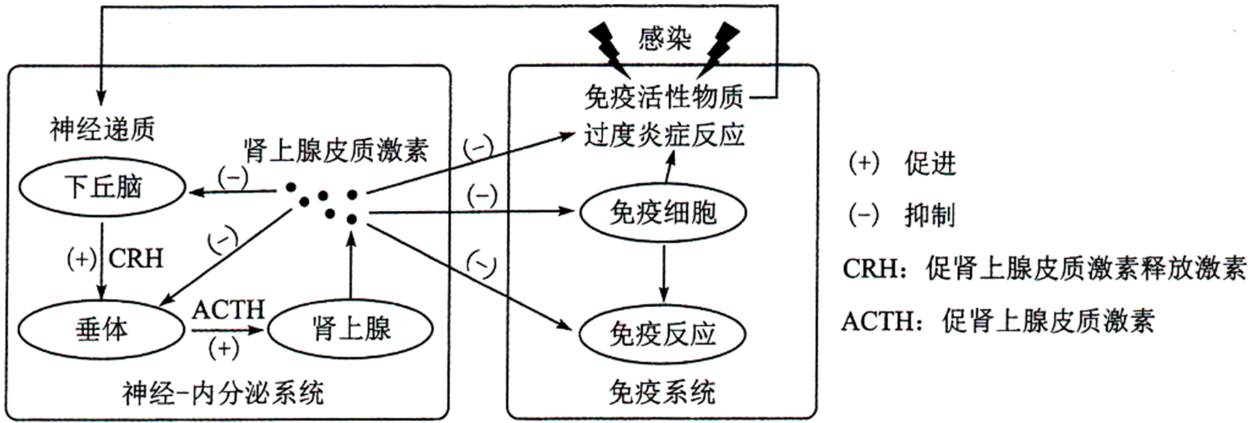 感染
免疫活性物质
过度炎症反应
神经递质
肾上腺皮质激素
(-)
(-)
(-)
(-)
(-)
下丘脑
免疫细胞
(+) CRH
垂体
ACTH
(+)
肾上腺
免疫反应
神经-内分泌系统
免疫系统
(+) 促进
(-) 抑制
CRH：促肾上腺皮质激素释放激素
ACTH：促肾上腺皮质激素